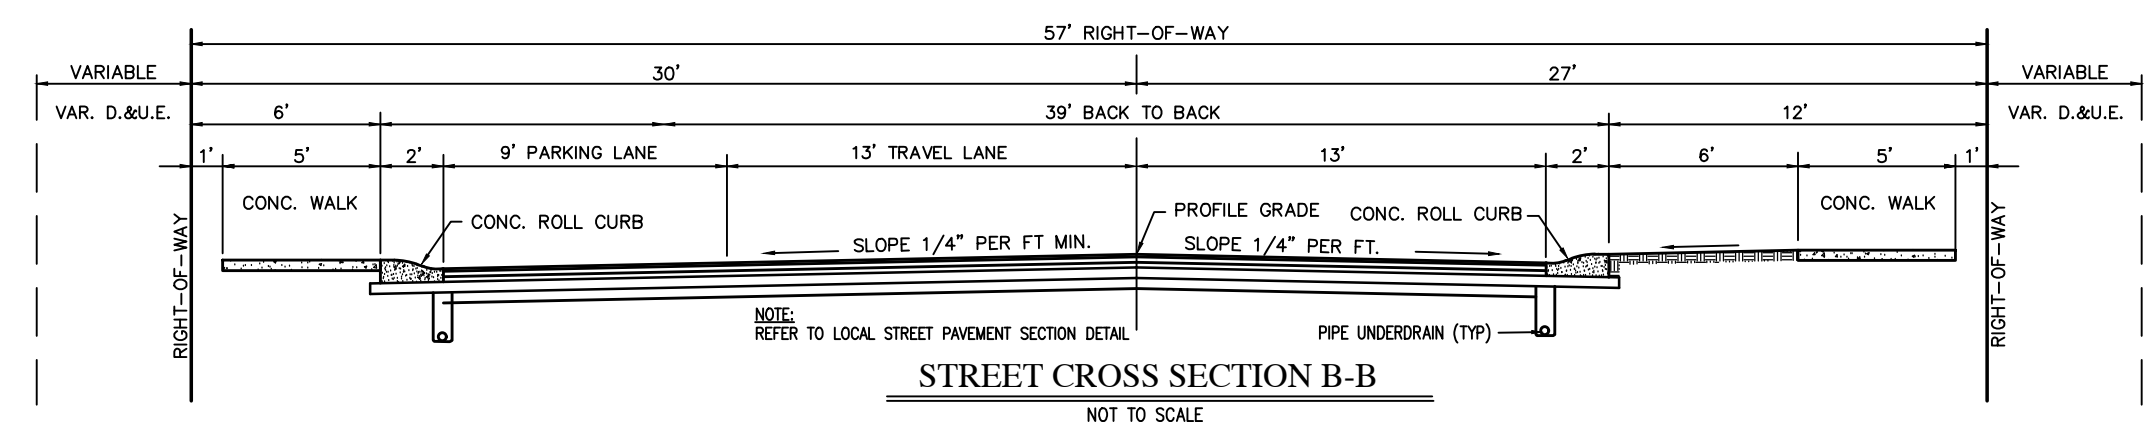 57' RIGHT-OF-WAY
VARIABLE
30'
27'
VARIABLE
VAR. D.&U.E.
6'
39' BACK TO BACK
12'
VAR. D.&U.E.
1'
5'
2'
9' PARKING LANE
13' TRAVEL LANE
13'
2'
6'
5'
1'
CONC. WALK
CONC. ROLL CURB
PROFILE GRADE
CONC. ROLL CURB
CONC. WALK
SLOPE 1/4" PER FT MIN.
SLOPE 1/4" PER FT.
RIGHT-OF-WAY
RIGHT-OF-WAY
NOTE:
REFER TO LOCAL STREET PAVEMENT SECTION DETAIL
PIPE UNDERDRAIN (TYP)
STREET CROSS SECTION B-B
NOT TO SCALE